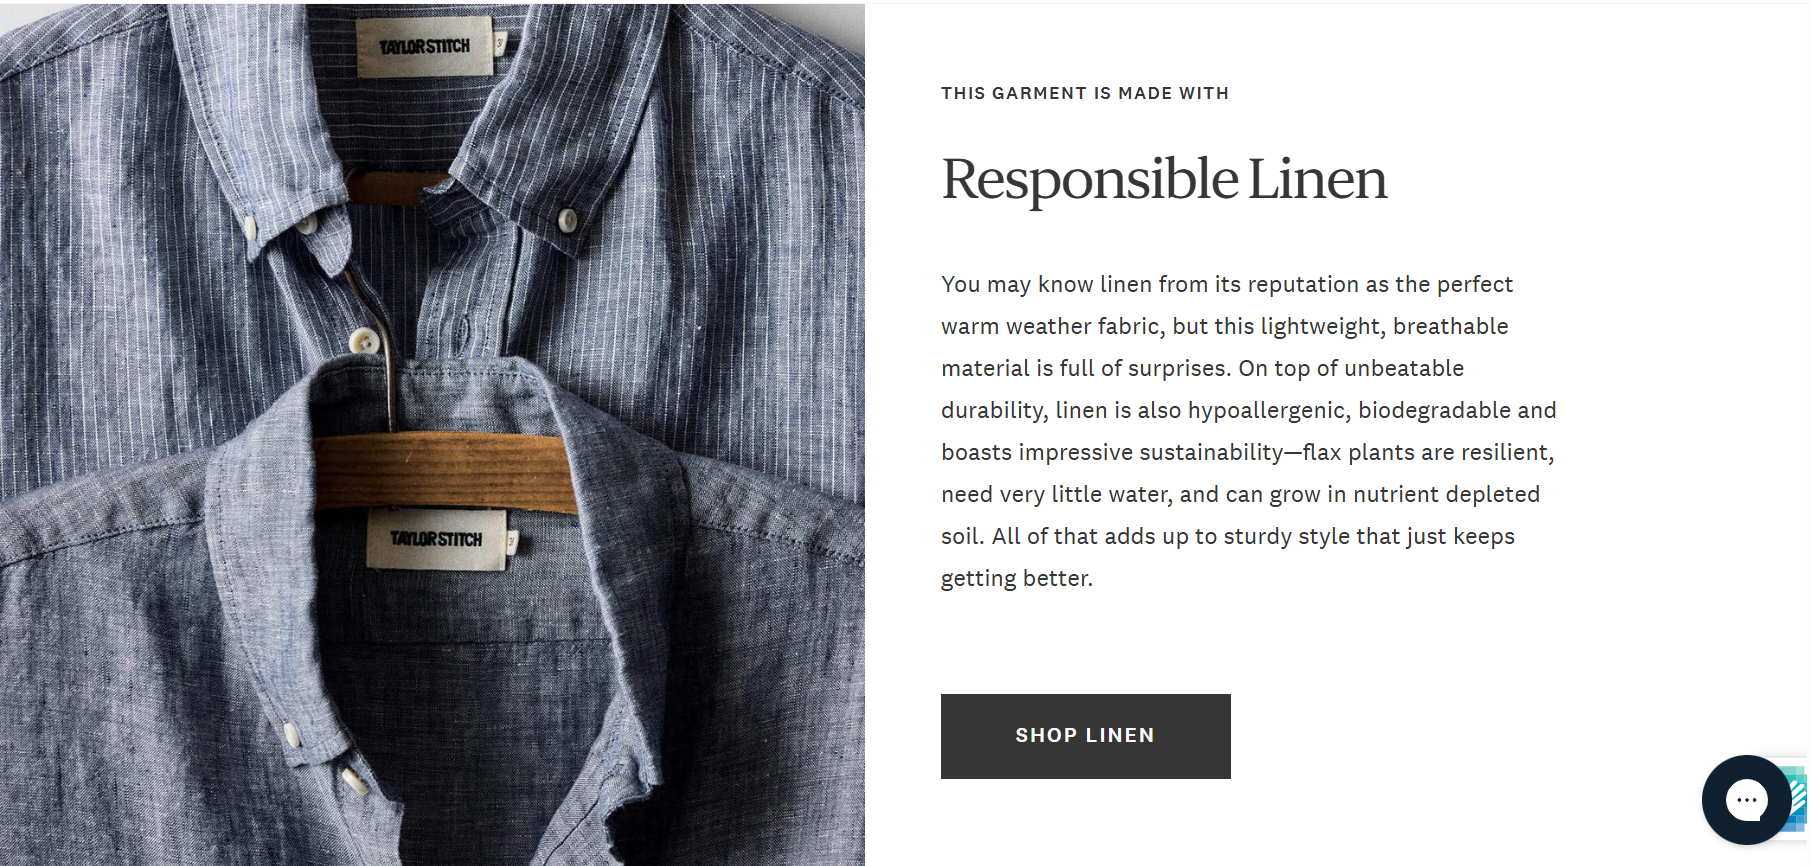 TAYLOR STITCH
TAYLOR STITCH
THIS GARMENT IS MADE WITH
Responsible Linen
You may know linen from its reputation as the perfect
warm weather fabric, but this lightweight, breathable
material is full of surprises. On top of unbeatable
durability, linen is also hypoallergenic, biodegradable and
boasts impressive sustainability—flax plants are resilient,
need very little water, and can grow in nutrient depleted
soil. All of that adds up to sturdy style that just keeps
getting better.
SHOP LINEN